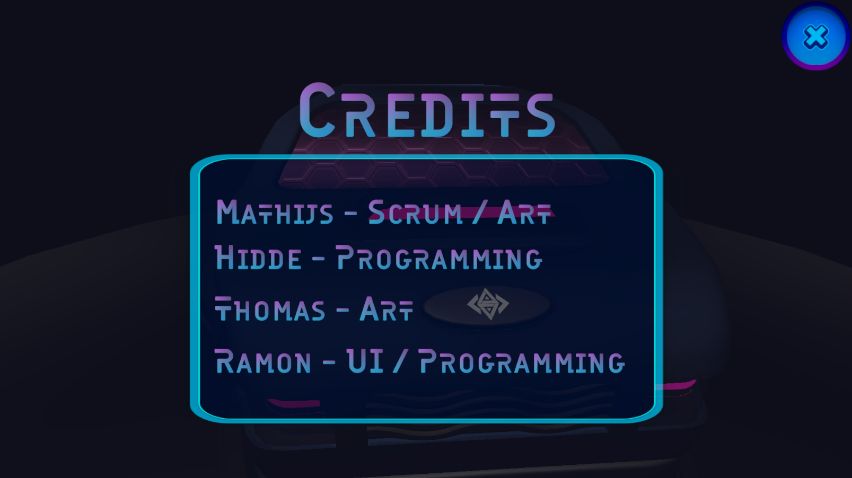 Credits
Mathijs - Scrum / Art
Hidde - Programming
Thomas - Art
Ramon - UI / Programming